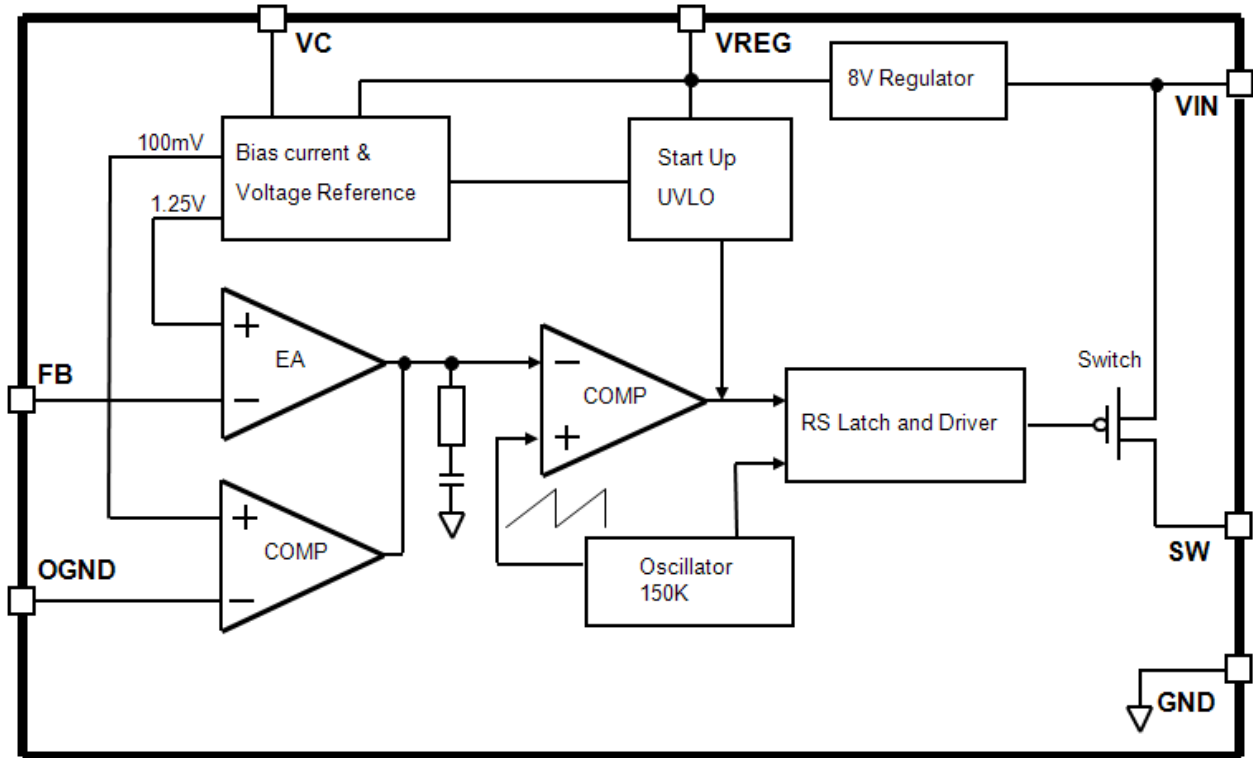 VC
VREG
8V Regulator
VIN
100mV
Bias current &
Voltage Reference
Start Up
UVLO
1.25V
+
EA
−
FB
−
COMP
+
Switch
RS Latch and Driver
+
COMP
−
OGND
Oscillator
150K
SW
GND